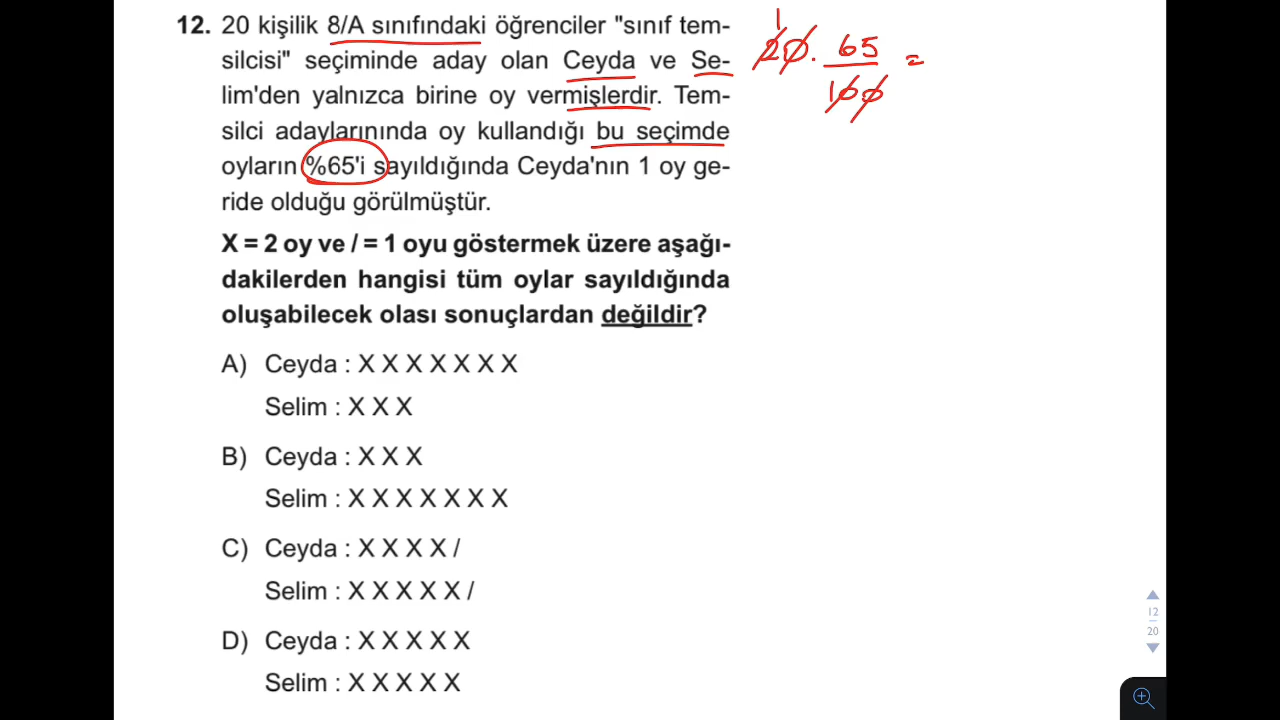 12. 20 kişilik 8/A sınıfındaki öğrenciler "sınıf tem-
silcisi" seçiminde aday olan Ceyda ve Se-
lim'den yalnızca birine oy vermişlerdir. Tem-
silci adaylarınında oy kullandığı bu seçimde
oyların %65'i sayıldığında Ceyda'nın 1 oy ge-
ride olduğu görülmüştür.
X = 2 oy ve / = 1 oyu göstermek üzere aşağı-
dakilerden hangisi tüm oylar sayıldığında
oluşabilecek olası sonuçlardan değildir?
A) Ceyda : X X X X X X X
Selim : X X X
B) Ceyda : X X X
Selim : X X X X X X X
C) Ceyda : X X X X /
Selim : X X X X X /
D) Ceyda : X X X X X
Selim : X X X X X
1
20 . 65 =
100
12
20